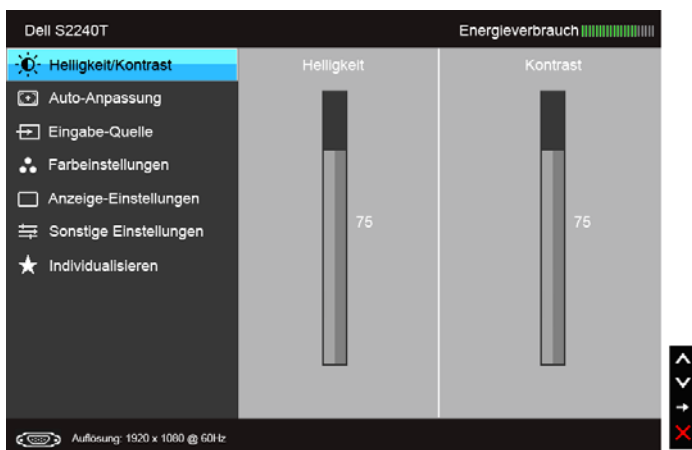 Dell S2240T
Energieverbrauch
Helligkeit/Kontrast
Auto-Anpassung
Eingabe-Quelle
Farbeinstellungen
Anzeige-Einstellungen
Sonstige Einstellungen
Individualisieren
Helligkeit
75
Kontrast
75
Auflösung: 1920 x 1080 @ 60Hz